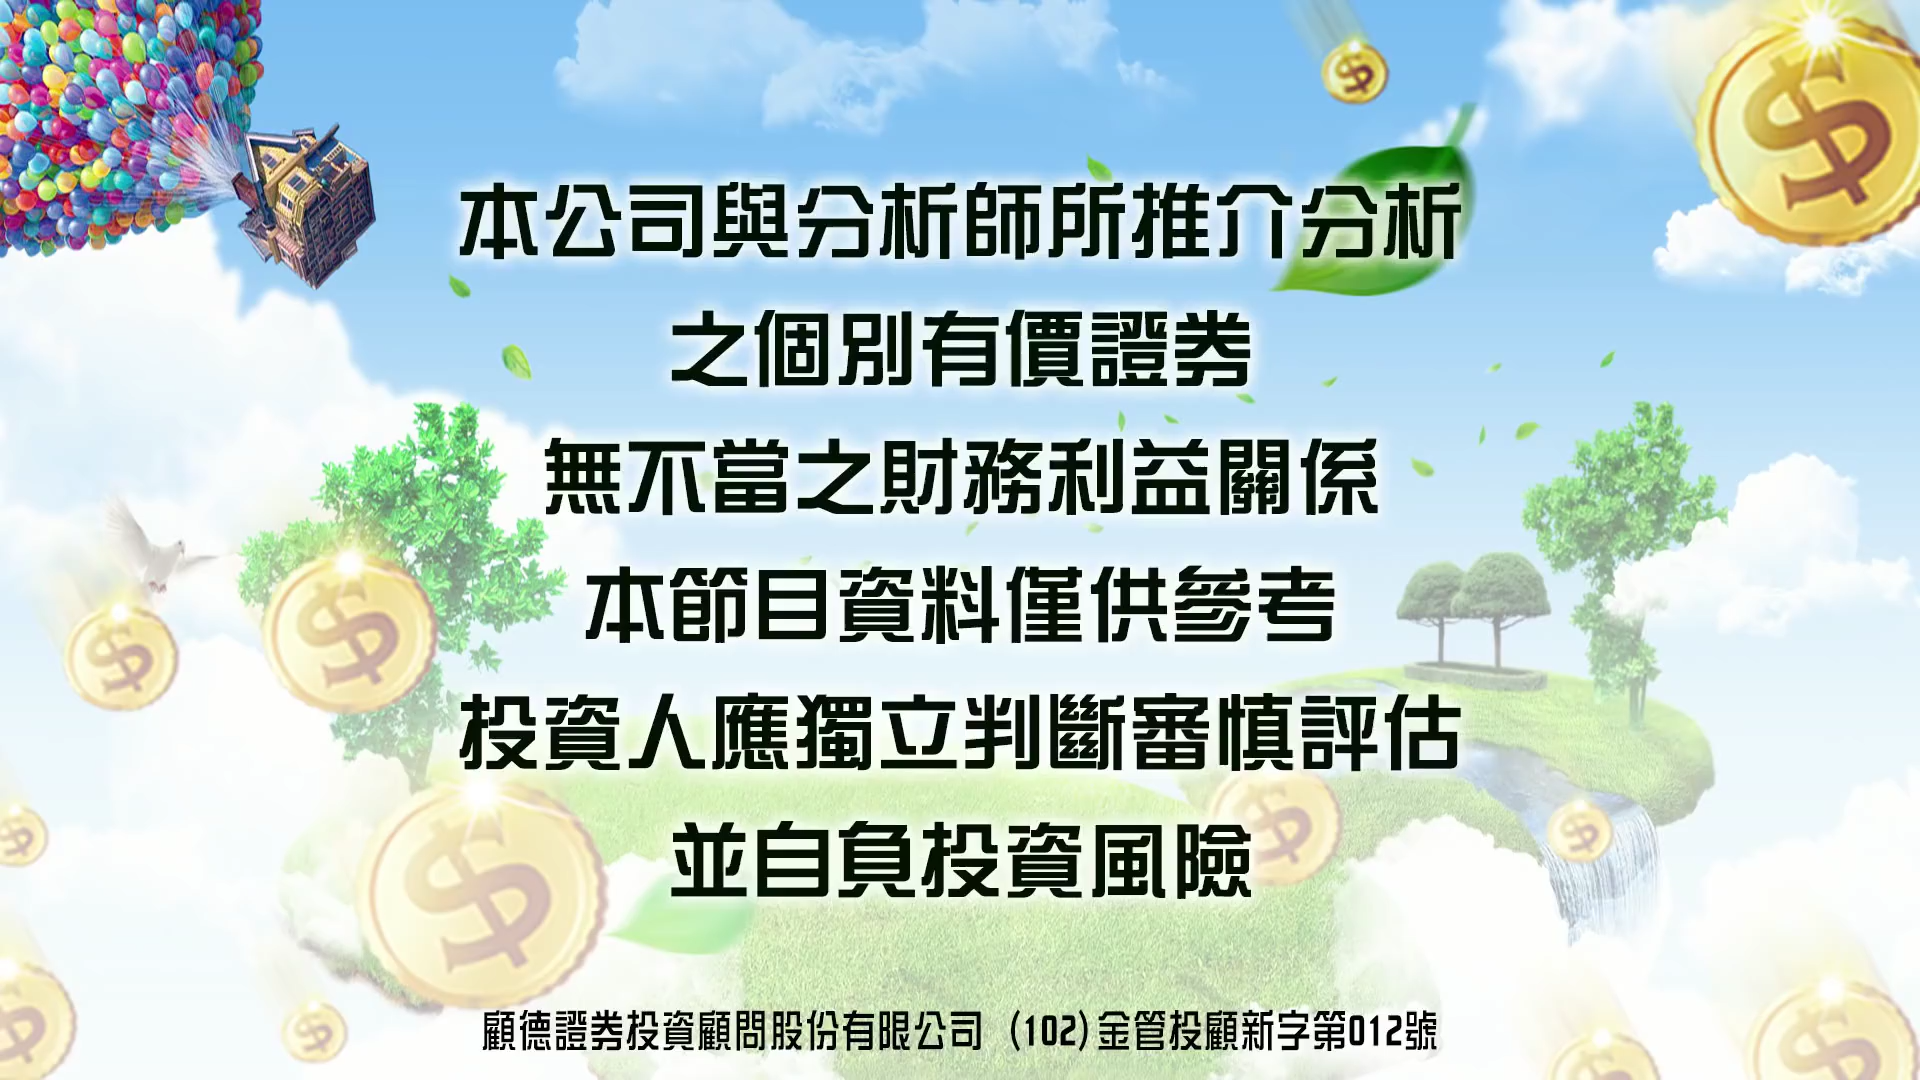 本公司與分析師所推介分析
之個別有價證券
無不當之財務利益關係
本節目資料僅供參考
投資人應獨立判斷審慎評估
並自負投資風險
顧德證券投資顧問股份有限公司 (102)金管投顧新字第012號